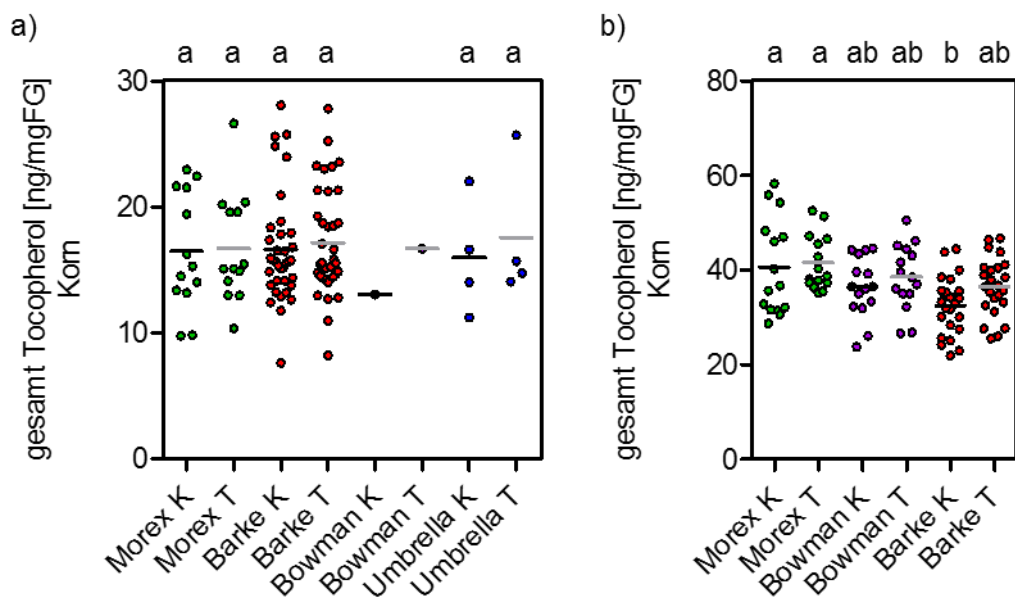 a)
a a a a a a
gesamt Tocopherol [ng/mgFG]
Korn
30
20
10
0
Morex K
Morex T
Barke K
Barke T
Bowman K
Bowman T
Umbrella K
Umbrella T
b)
a a ab ab b ab
gesamt Tocopherol [ng/mgFG]
Korn
80
60
40
20
0
Morex K
Morex T
Bowman K
Bowman T
Barke K
Barke T